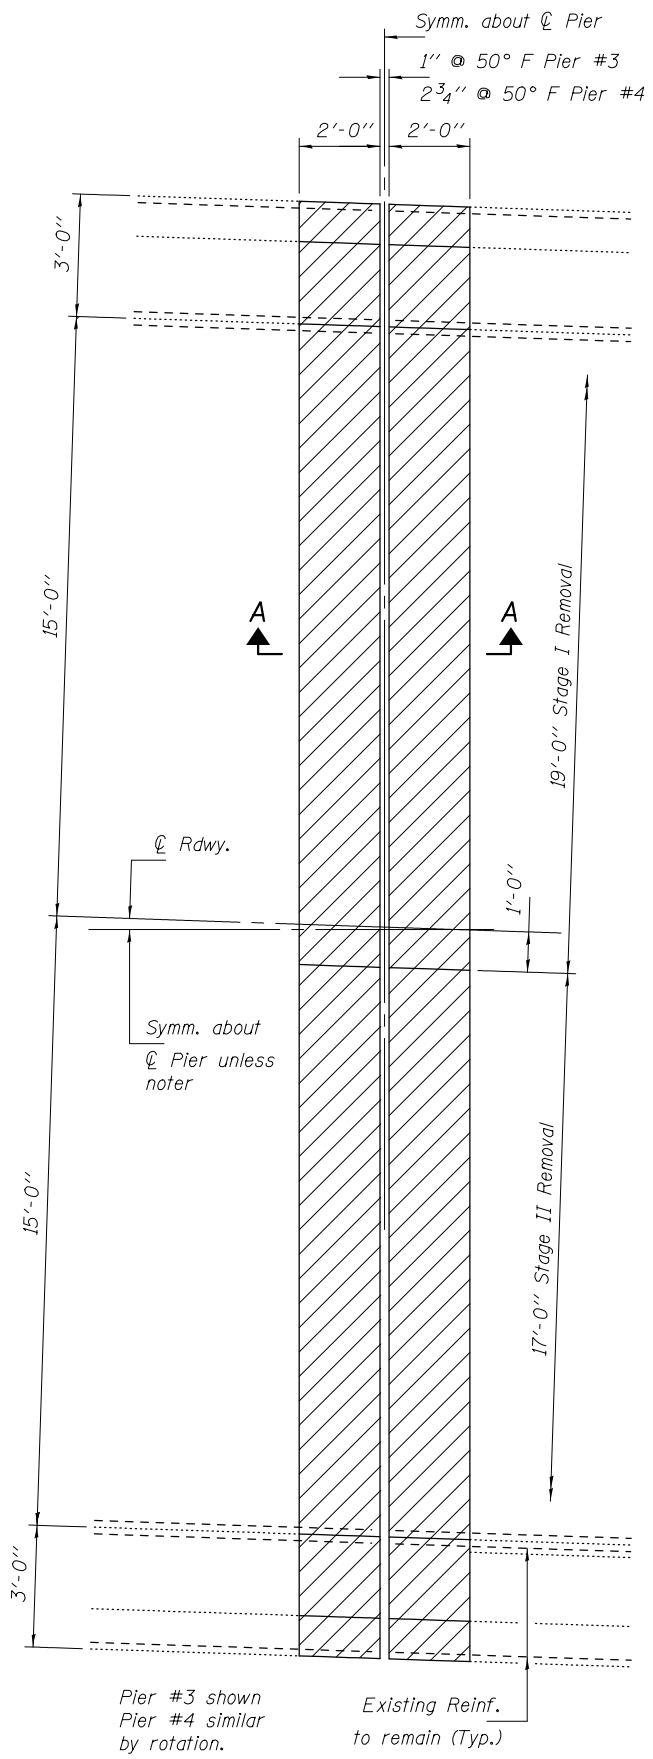 Symm. about ℄ Pier
1" @ 50° F Pier #3
2 3/4" @ 50° F Pier #4
2'-0"
2'-0"
3'-0"
15'-0"
A
A
19'-0" Stage I Removal
℄ Rdwy.
1'-0"
Symm. about
℄ Pier unless
noter
15'-0"
17'-0" Stage II Removal
3'-0"
Pier #3 shown
Pier #4 similar
by rotation.
Existing Reinf.
to remain (Typ.)